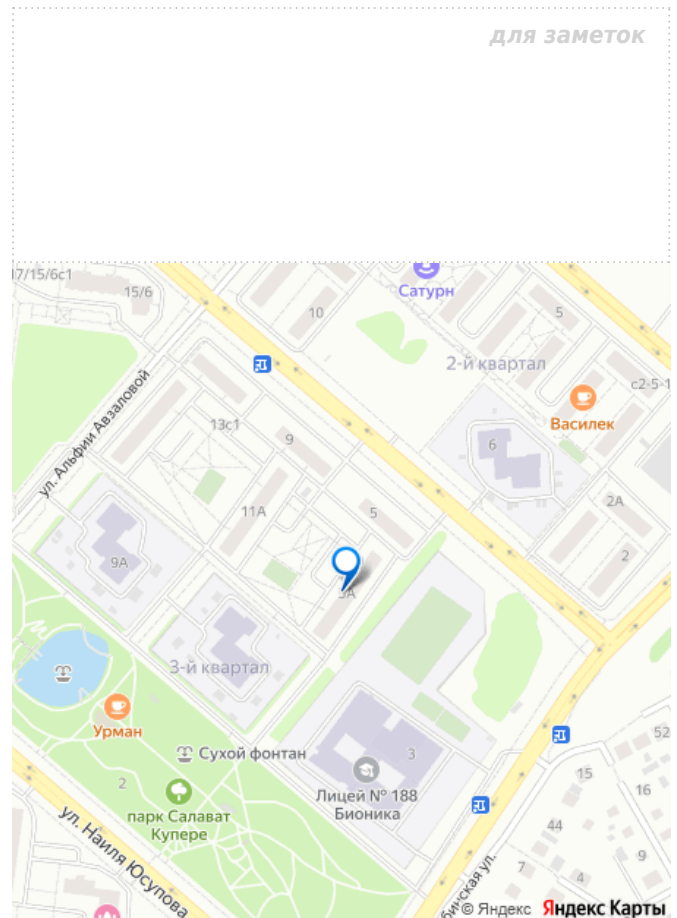 для заметок
17/15/6с1
15/6
Сатурн
10
5
2-й квартал
с2-5-1
Василек
ул. Альфии Авзаловой
13с1
9
6
11А
5
2А
2
9А
3-й квартал
Урман
Сухой фонтан
2
парк Салават
Купере
3
Лицей № 188
Бионика
52
15
16
44
9
7
4
ул. Наиля Юсупова
бинская ул.
© Яндекс Яндекс Карты